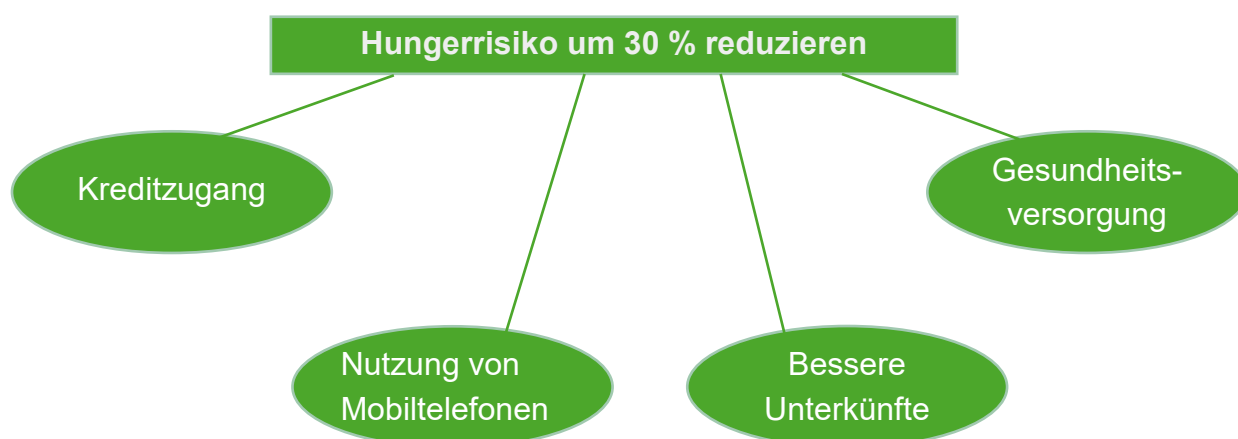 Hungerrisiko um 30 % reduzieren
Kreditzugang
Gesundheits-
versorgung
Nutzung von
Mobiltelefonen
Bessere
Unterkünfte